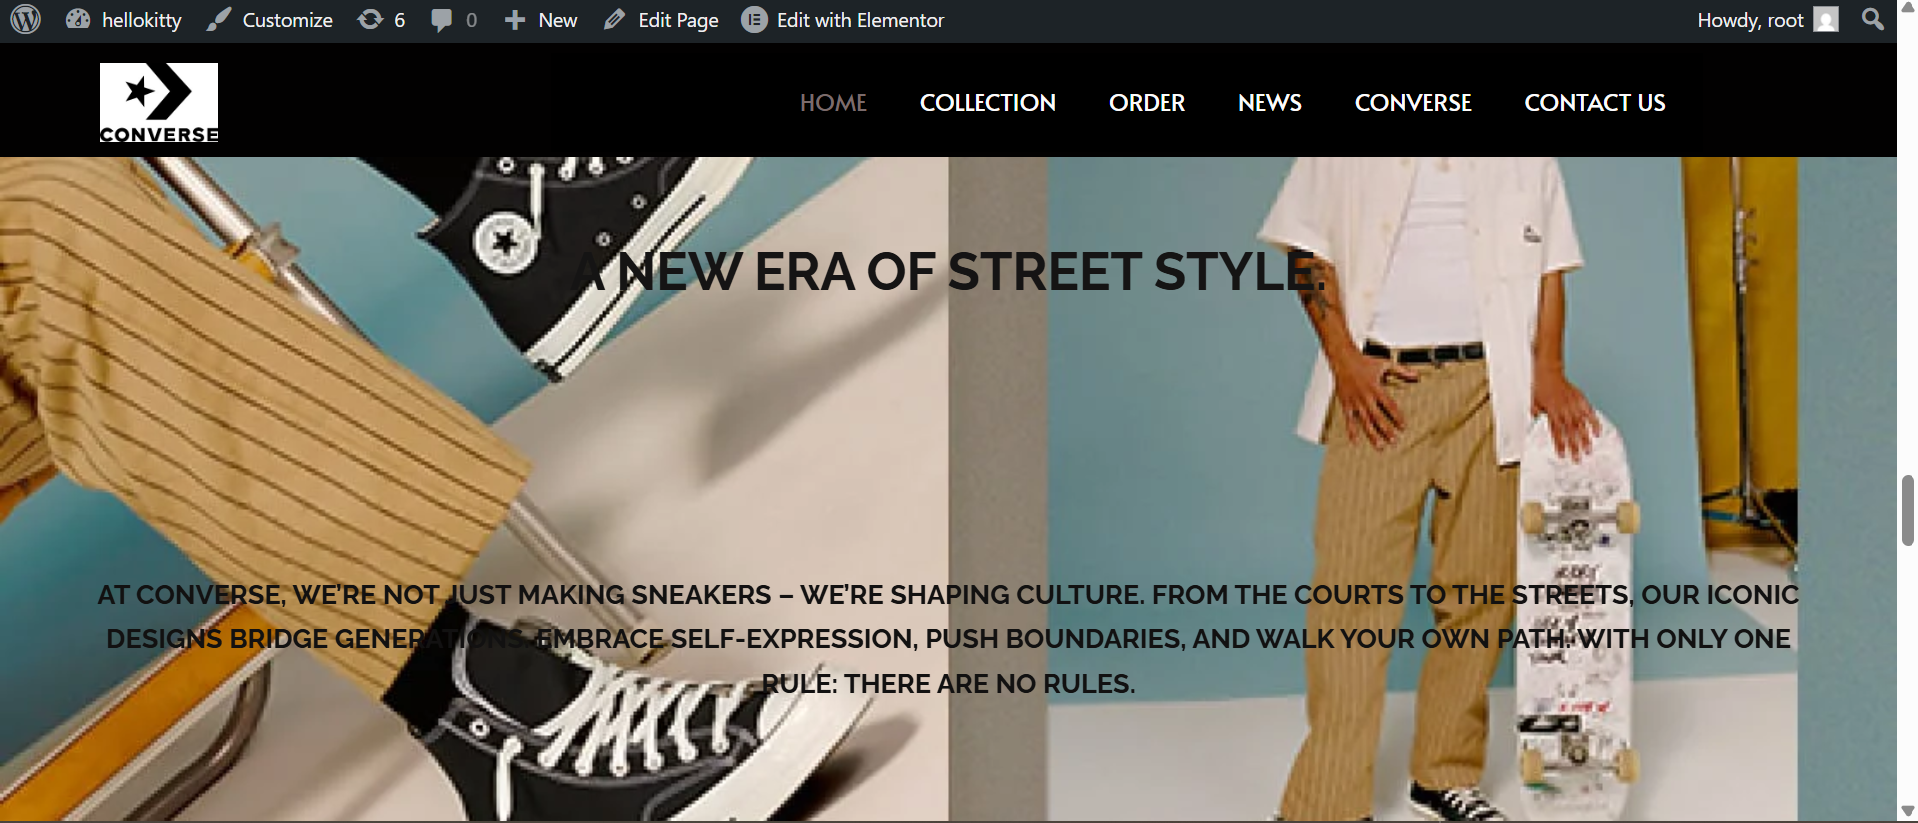 hellokitty Customize 6 0 New Edit Page Edit with Elementor Howdy, root
CONVERSE
HOME COLLECTION ORDER NEWS CONVERSE CONTACT US
A NEW ERA OF STREET STYLE.
AT CONVERSE, WE’RE NOT JUST MAKING SNEAKERS – WE’RE SHAPING CULTURE. FROM THE COURTS TO THE STREETS, OUR ICONIC
DESIGNS BRIDGE GENERATIONS. EMBRACE SELF-EXPRESSION, PUSH BOUNDARIES, AND WALK YOUR OWN PATH. WITH ONLY ONE
RULE: THERE ARE NO RULES.